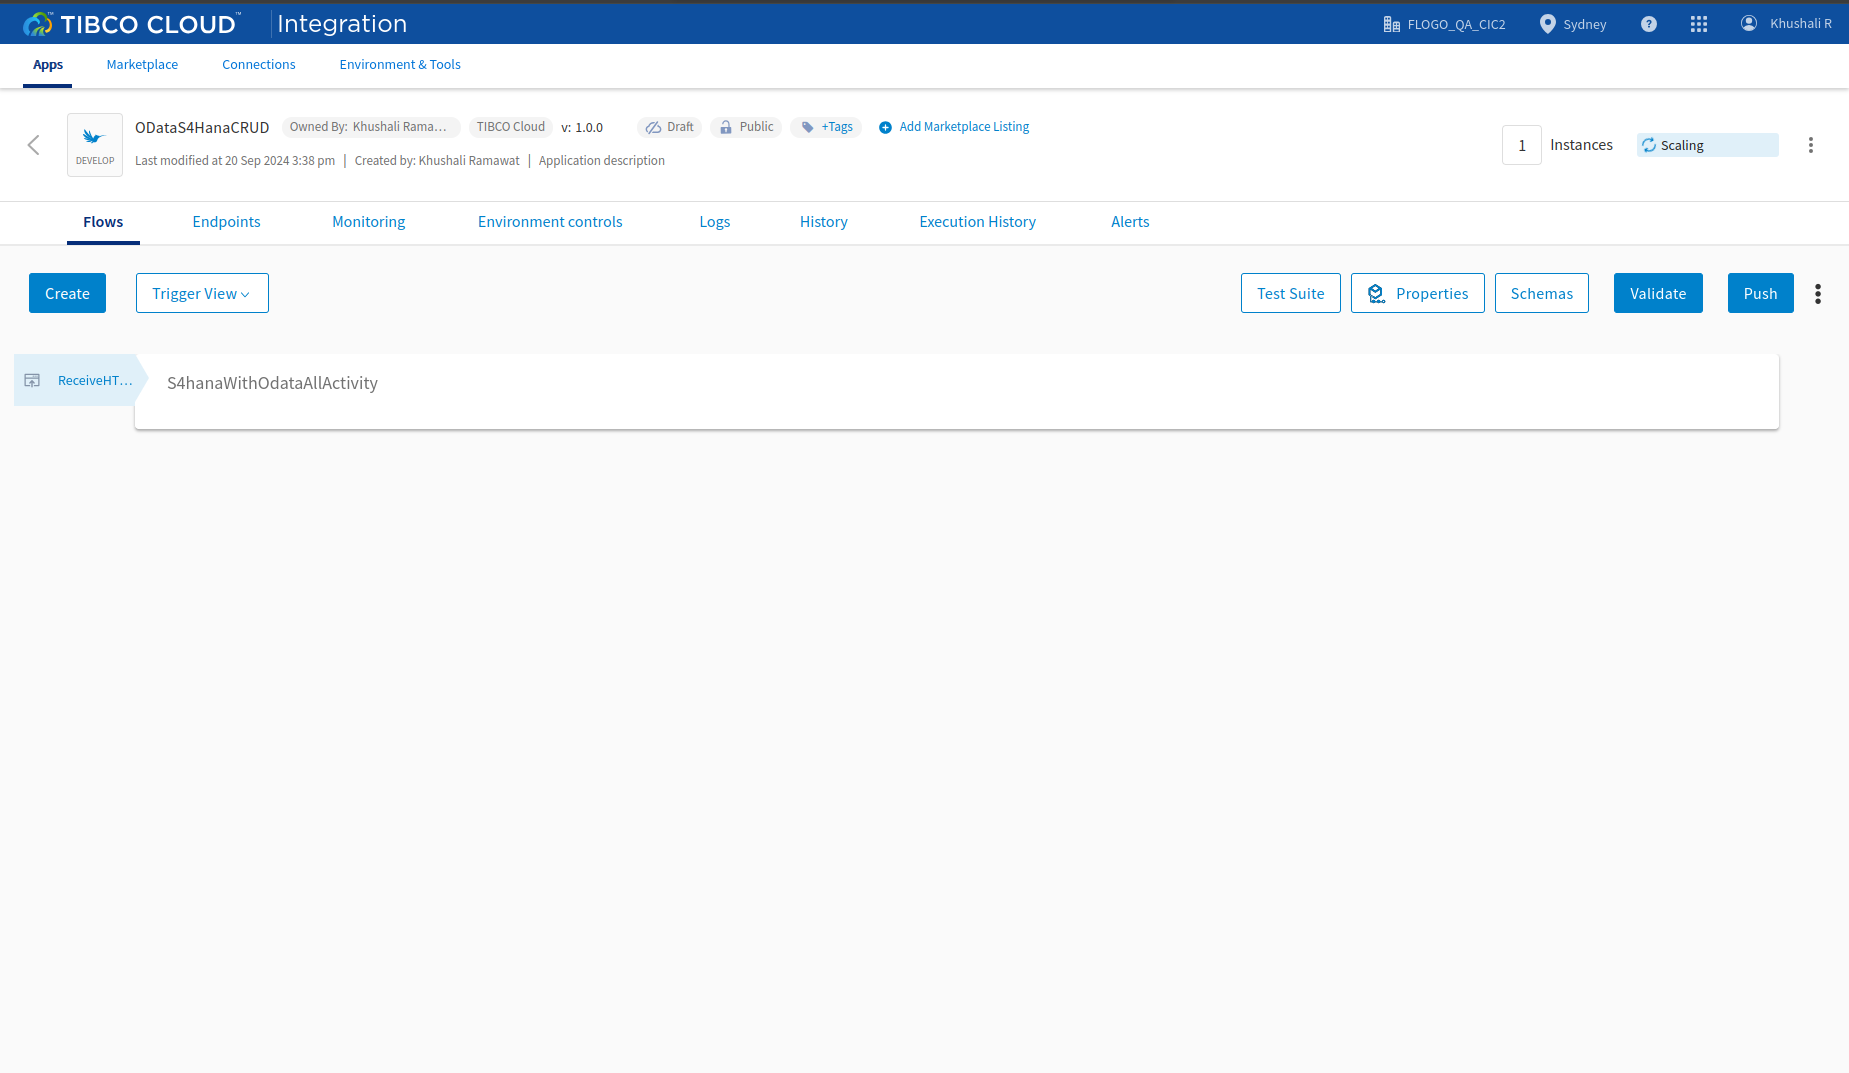 TIBCO CLOUD™ Integration FLOGO_QA_CIC2 Sydney ? Khushali R
Apps Marketplace Connections Environment & Tools
ODataS4HanaCRUD Owned By: Khushali Rama... TIBCO Cloud v: 1.0.0 Draft Public +Tags Add Marketplace Listing
DEVELOP
Last modified at 20 Sep 2024 3:38 pm | Created by: Khushali Ramawat | Application description
1 Instances Scaling
Flows Endpoints Monitoring Environment controls Logs History Execution History Alerts
Create Trigger View Test Suite Properties Schemas Validate Push
ReceiveHT... S4hanaWithOdataAllActivity